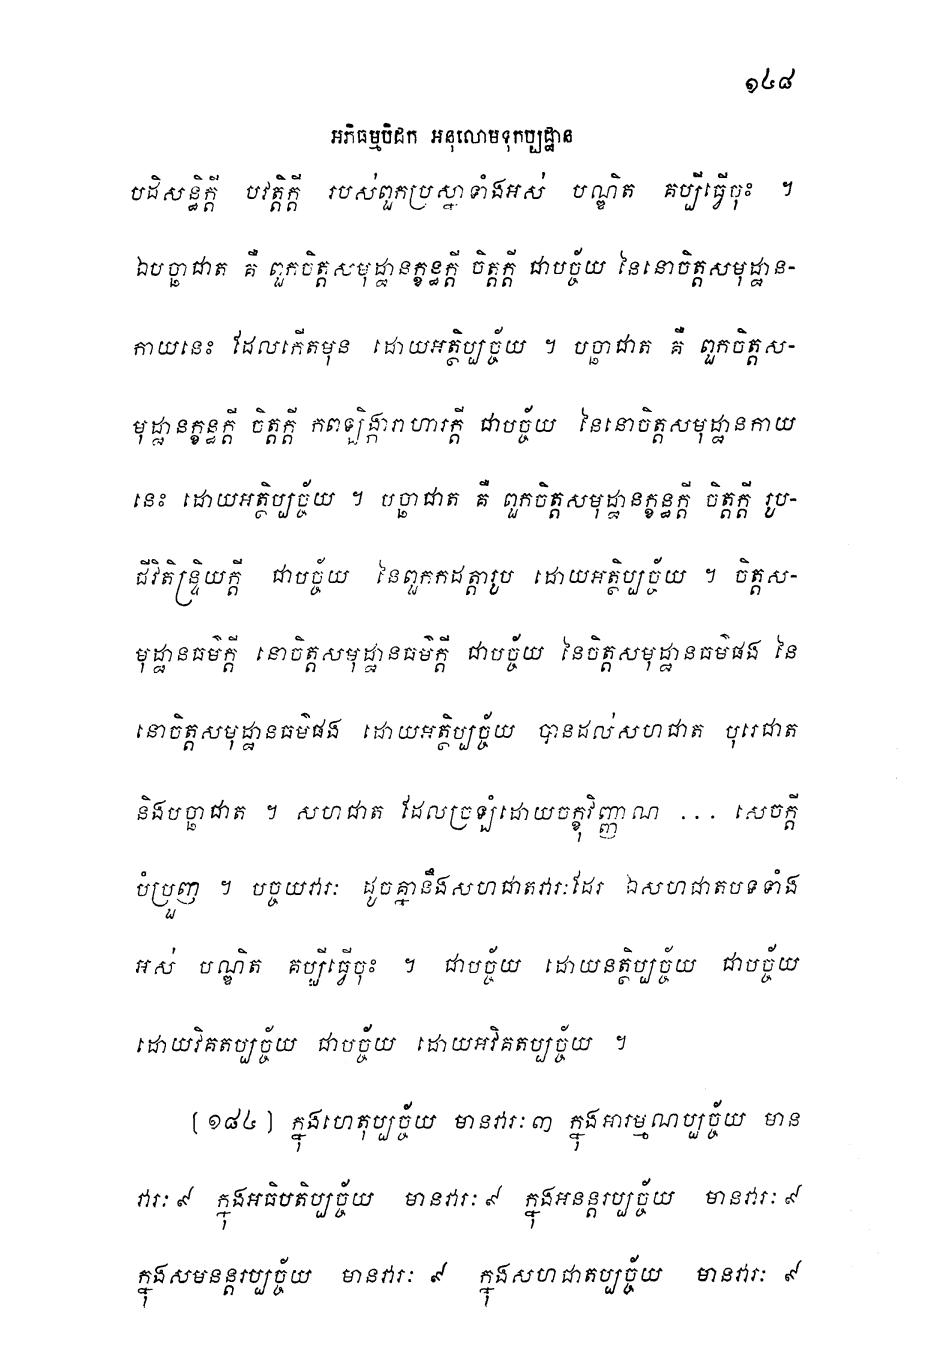 ១៤៨
អភិធម្មបិដក អនុលោមទុកប្បដ្ឋាន
បដិសន្ធិក្តី បវត្តិក្តី របស់ពួកប្រស្នាទាំងអស់ បណ្ឌិត គប្បីធ្វើចុះ ។
ឯបច្ឆាជាត គឺ ពួកចិត្តសមុដ្ឋានក្ខន្ធក្តី ចិត្តក្តី ជាបច្ច័យ នៃនោចិត្តសមុដ្ឋាន-
កាយនេះ ដែលកើតមុន ដោយអត្ថិប្បច្ច័យ ។ បច្ឆាជាត គឺ ពួកចិត្តស-
មុដ្ឋានក្ខន្ធក្តី ចិត្តក្តី កពឡិង្ការាហារក្តី ជាបច្ច័យ នៃនោចិត្តសមុដ្ឋានកាយ
នេះ ដោយអត្ថិប្បច្ច័យ ។ បច្ឆាជាត គឺ ពួកចិត្តសមុដ្ឋានក្ខន្ធក្តី ចិត្តក្តី រូប-
ជីវិតិន្ទ្រិយក្តី ជាបច្ច័យ នៃពួកកដត្តារូប ដោយអត្ថិប្បច្ច័យ ។ ចិត្តស-
មុដ្ឋានធម៌ក្តី នោចិត្តសមុដ្ឋានធម៌ក្តី ជាបច្ច័យ នៃចិត្តសមុដ្ឋានធម៌ផង នៃ
នោចិត្តសមុដ្ឋានធម៌ផង ដោយអត្ថិប្បច្ច័យ បានដល់សហជាត បុរេជាត
និងបច្ឆាជាត ។ សហជាត ដែលច្រឡំដោយចក្ខុវិញ្ញាណ ... សេចក្តី
បំប្រួញ ។ បច្ចយវារៈ ដូចគ្នានឹងសហជាតវារៈដែរ ឯសហជាតបទទាំង
អស់ បណ្ឌិត គប្បីធ្វើចុះ ។ ជាបច្ច័យ ដោយនត្ថិប្បច្ច័យ ជាបច្ច័យ
ដោយវិគតប្បច្ច័យ ជាបច្ច័យ ដោយអវិគតប្បច្ច័យ ។
[១៨៤] ក្នុងហេតុប្បច្ច័យ មានវារៈ ៣ ក្នុងអារម្មណប្បច្ច័យ មាន
វារៈ ៩ ក្នុងអធិបតិប្បច្ច័យ មានវារៈ ៩ ក្នុងអនន្តរប្បច្ច័យ មានវារៈ ៩
ក្នុងសមនន្តរប្បច្ច័យ មានវារៈ ៩ ក្នុងសហជាតប្បច្ច័យ មានវារៈ ៩